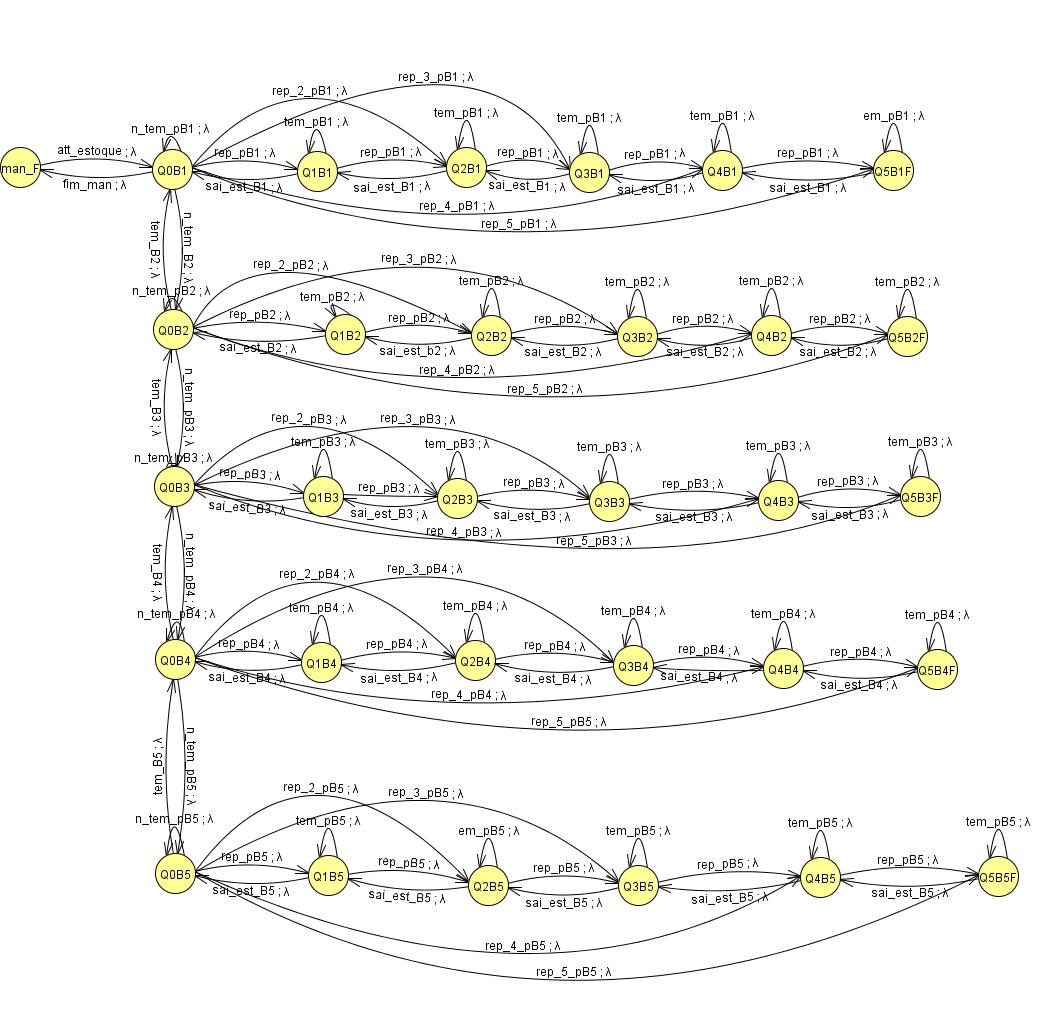 rep_3_pB1 ; λ
rep_2_pB1 ; λ
n_tem_pB1 ; λ
tem_pB1 ; λ
tem_pB1 ; λ
tem_pB1 ; λ
tem_pB1 ; λ
em_pB1 ; λ
att_estoque ; λ
rep_pB1 ; λ
rep_pB1 ; λ
rep_pB1 ; λ
rep_pB1 ; λ
rep_pB1 ; λ
man_F
Q0B1
Q1B1
Q2B1
Q3B1
Q4B1
Q5B1F
fim_man ; λ
sai_est_B1 ; λ
sai_est_B1 ; λ
sai_est_B1 ; λ
sai_est_B1 ; λ
sai_est_B1 ; λ
rep_4_pB1 ; λ
rep_5_pB1 ; λ
tem_B2 ; λ
n_tem_B2 ; λ
rep_2_pB2 ; λ
rep_3_pB2 ; λ
n_tem_pB2 ; λ
tem_pB2 ; λ
tem_pB2 ; λ
tem_pB2 ; λ
tem_pB2 ; λ
tem_pB2 ; λ
rep_pB2 ; λ
rep_pB2 ; λ
rep_pB2 ; λ
rep_pB2 ; λ
rep_pB2 ; λ
Q0B2
Q1B2
Q2B2
Q3B2
Q4B2
Q5B2F
sai_est_B2 ; λ
sai_est_b2 ; λ
sai_est_B2 ; λ
sai_est_B2 ; λ
sai_est_B2 ; λ
rep_4_pB2 ; λ
rep_5_pB2 ; λ
tem_B3 ; λ
n_tem_pB3 ; λ
rep_2_pB3 ; λ
rep_3_pB3 ; λ
n_tem_pB3 ; λ
tem_pB3 ; λ
tem_pB3 ; λ
tem_pB3 ; λ
tem_pB3 ; λ
tem_pB3 ; λ
rep_pB3 ; λ
rep_pB3 ; λ
rep_pB3 ; λ
rep_pB3 ; λ
rep_pB3 ; λ
Q0B3
Q1B3
Q2B3
Q3B3
Q4B3
Q5B3F
sai_est_B3 ; λ
sai_est_B3 ; λ
sai_est_B3 ; λ
sai_est_B3 ; λ
sai_est_B3 ; λ
rep_4_pB3 ; λ
rep_5_pB3 ; λ
tem_B4 ; λ
n_tem_pB4 ; λ
rep_2_pB4 ; λ
rep_3_pB4 ; λ
n_tem_pB4 ; λ
tem_pB4 ; λ
tem_pB4 ; λ
tem_pB4 ; λ
tem_pB4 ; λ
tem_pB4 ; λ
rep_pB4 ; λ
rep_pB4 ; λ
rep_pB4 ; λ
rep_pB4 ; λ
rep_pB4 ; λ
Q0B4
Q1B4
Q2B4
Q3B4
Q4B4
Q5B4F
sai_est_B4 ; λ
sai_est_B4 ; λ
sai_est_B4 ; λ
sai_est_B4 ; λ
sai_est_B4 ; λ
rep_4_pB4 ; λ
rep_5_pB5 ; λ
tem_B5 ; λ
n_tem_pB5 ; λ
rep_2_pB5 ; λ
rep_3_pB5 ; λ
n_tem_pB5 ; λ
tem_pB5 ; λ
em_pB5 ; λ
tem_pB5 ; λ
tem_pB5 ; λ
tem_pB5 ; λ
rep_pB5 ; λ
rep_pB5 ; λ
rep_pB5 ; λ
rep_pB5 ; λ
rep_pB5 ; λ
Q0B5
Q1B5
Q2B5
Q3B5
Q4B5
Q5B5F
sai_est_B5 ; λ
sai_est_B5 ; λ
sai_est_B5 ; λ
sai_est_B5 ; λ
sai_est_B5 ; λ
rep_4_pB5 ; λ
rep_5_pB5 ; λ